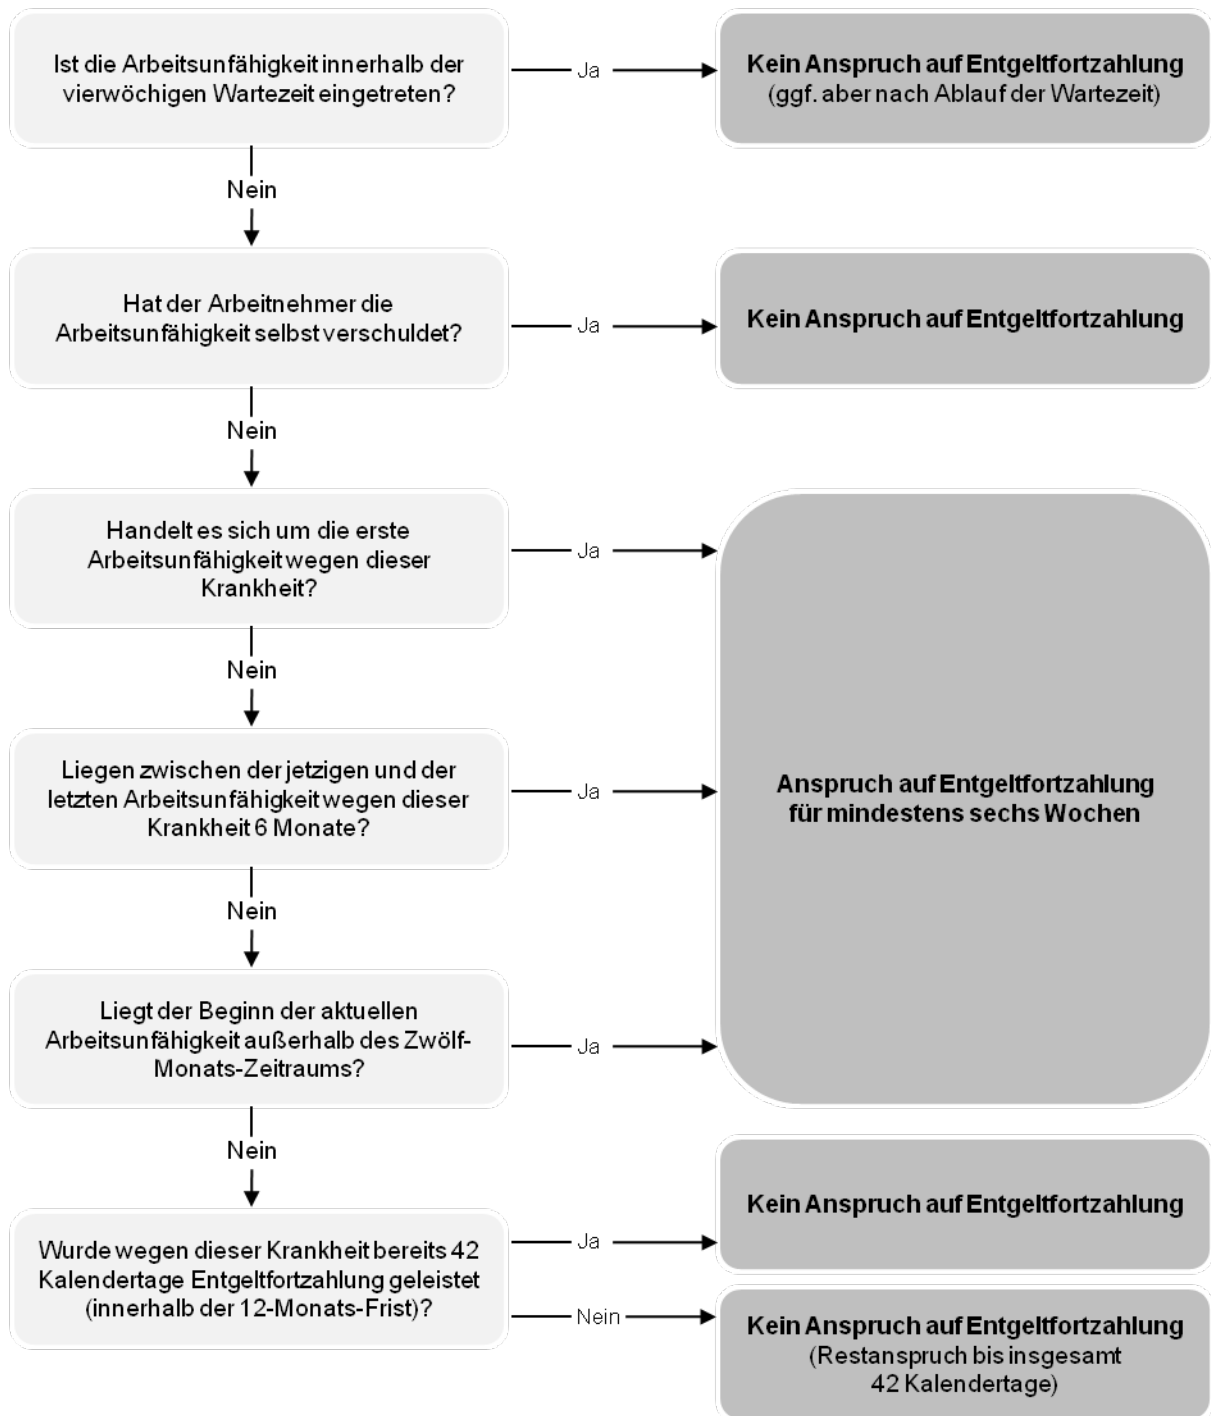 Ist die Arbeitsunfähigkeit innerhalb der
vierwöchigen Wartezeit eingetreten?
Ja
Kein Anspruch auf Entgeltfortzahlung
(ggf. aber nach Ablauf der Wartezeit)
Nein
Hat der Arbeitnehmer die
Arbeitsunfähigkeit selbst verschuldet?
Ja
Kein Anspruch auf Entgeltfortzahlung
Nein
Handelt es sich um die erste
Arbeitsunfähigkeit wegen dieser
Krankheit?
Ja
Nein
Liegen zwischen der jetzigen und der
letzten Arbeitsunfähigkeit wegen dieser
Krankheit 6 Monate?
Ja
Anspruch auf Entgeltfortzahlung
für mindestens sechs Wochen
Nein
Liegt der Beginn der aktuellen
Arbeitsunfähigkeit außerhalb des Zwölf-
Monats-Zeitraums?
Ja
Nein
Wurde wegen dieser Krankheit bereits 42
Kalendertage Entgeltfortzahlung geleistet
(innerhalb der 12-Monats-Frist)?
Ja
Kein Anspruch auf Entgeltfortzahlung
Nein
Kein Anspruch auf Entgeltfortzahlung
(Restanspruch bis insgesamt
42 Kalendertage)